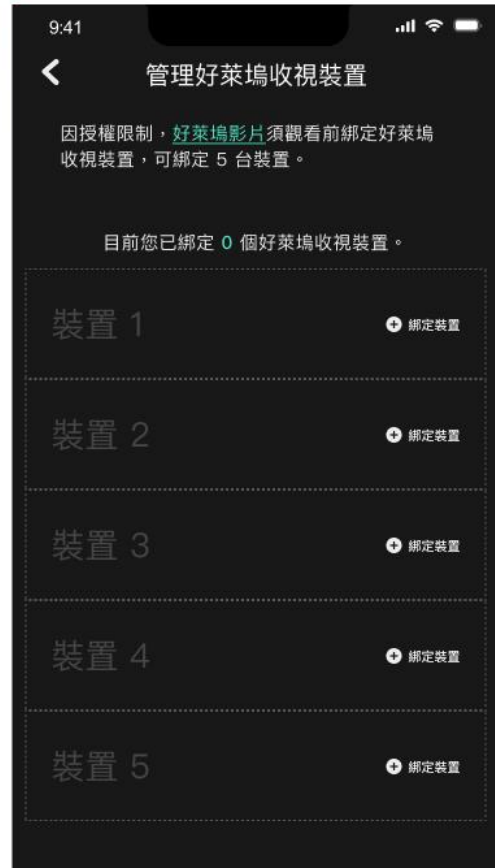 9:41
管理好萊塢收視裝置
因授權限制，好萊塢影片須觀看前綁定好萊塢
收視裝置，可綁定 5 台裝置。
目前您已綁定 0 個好萊塢收視裝置。
裝置 1
綁定裝置
裝置 2
綁定裝置
裝置 3
綁定裝置
裝置 4
綁定裝置
裝置 5
綁定裝置